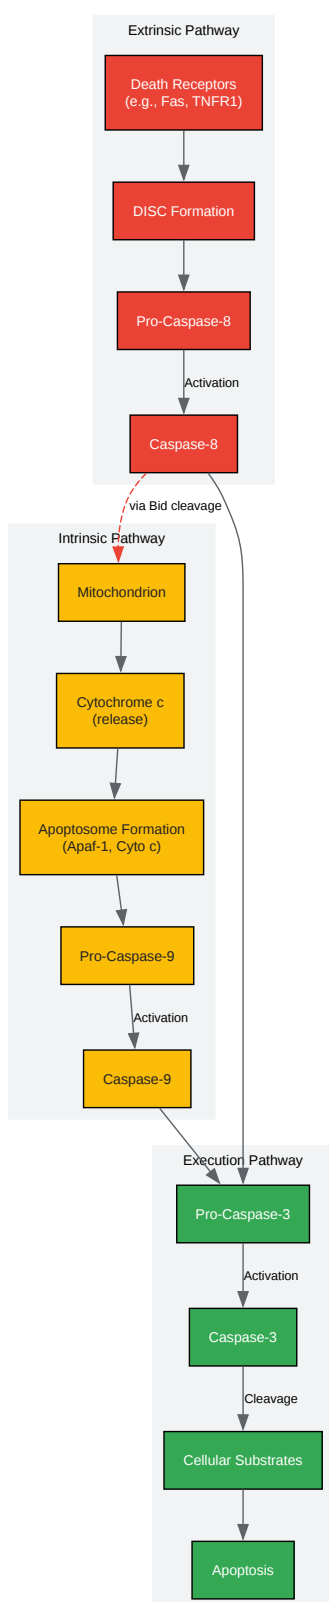 Extrinsic Pathway
Death Receptors
(e.g., Fas, TNFR1)
DISC Formation
Pro-Caspase-8
Activation
Caspase-8
via Bid cleavage
Intrinsic Pathway
Mitochondrion
Cytochrome c
(release)
Apoptosome Formation
(Apaf-1, Cyto c)
Pro-Caspase-9
Activation
Caspase-9
Execution Pathway
Pro-Caspase-3
Activation
Caspase-3
Cleavage
Cellular Substrates
Apoptosis